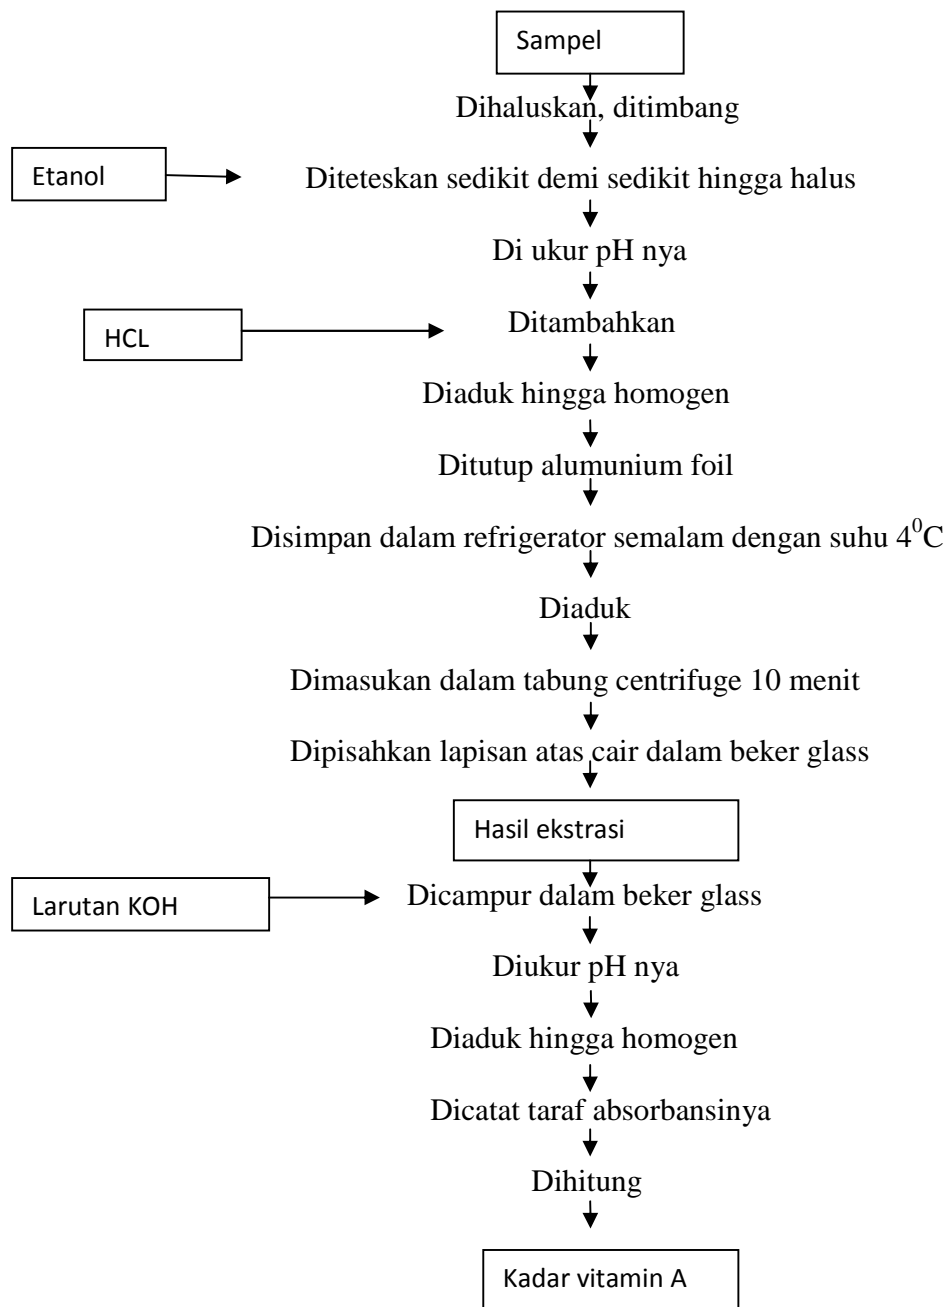 Sampel
Dihaluskan, ditimbang
Etanol
Diteteskan sedikit demi sedikit hingga halus
Di ukur pH nya
HCL
Ditambahkan
Diaduk hingga homogen
Ditutup alumunium foil
Disimpan dalam refrigerator semalam dengan suhu 4⁰C
Diaduk
Dimasukan dalam tabung centrifuge 10 menit
Dipisahkan lapisan atas cair dalam beker glass
Hasil ekstrasi
Larutan KOH
Dicampur dalam beker glass
Diukur pH nya
Diaduk hingga homogen
Dicatat taraf absorbansinya
Dihitung
Kadar vitamin A